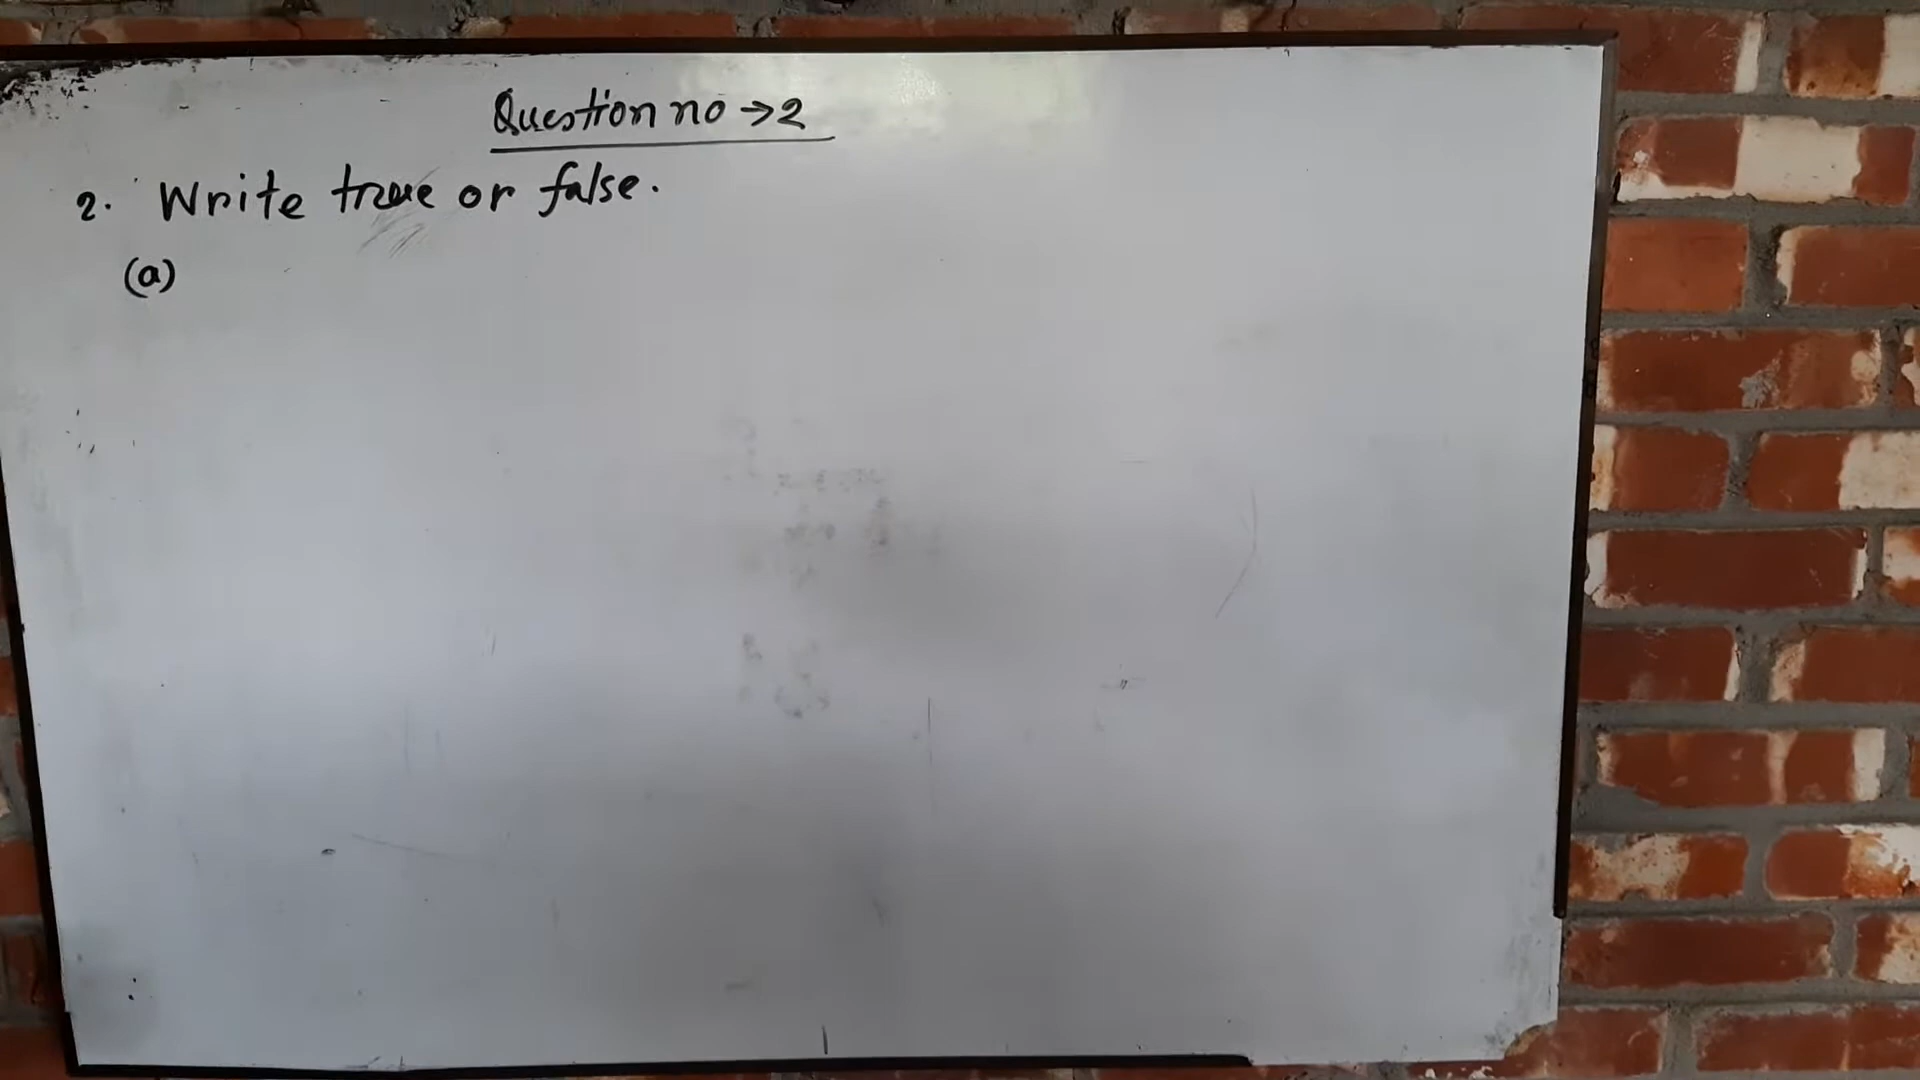 Question no → 2
2. Write true or false.
(a)